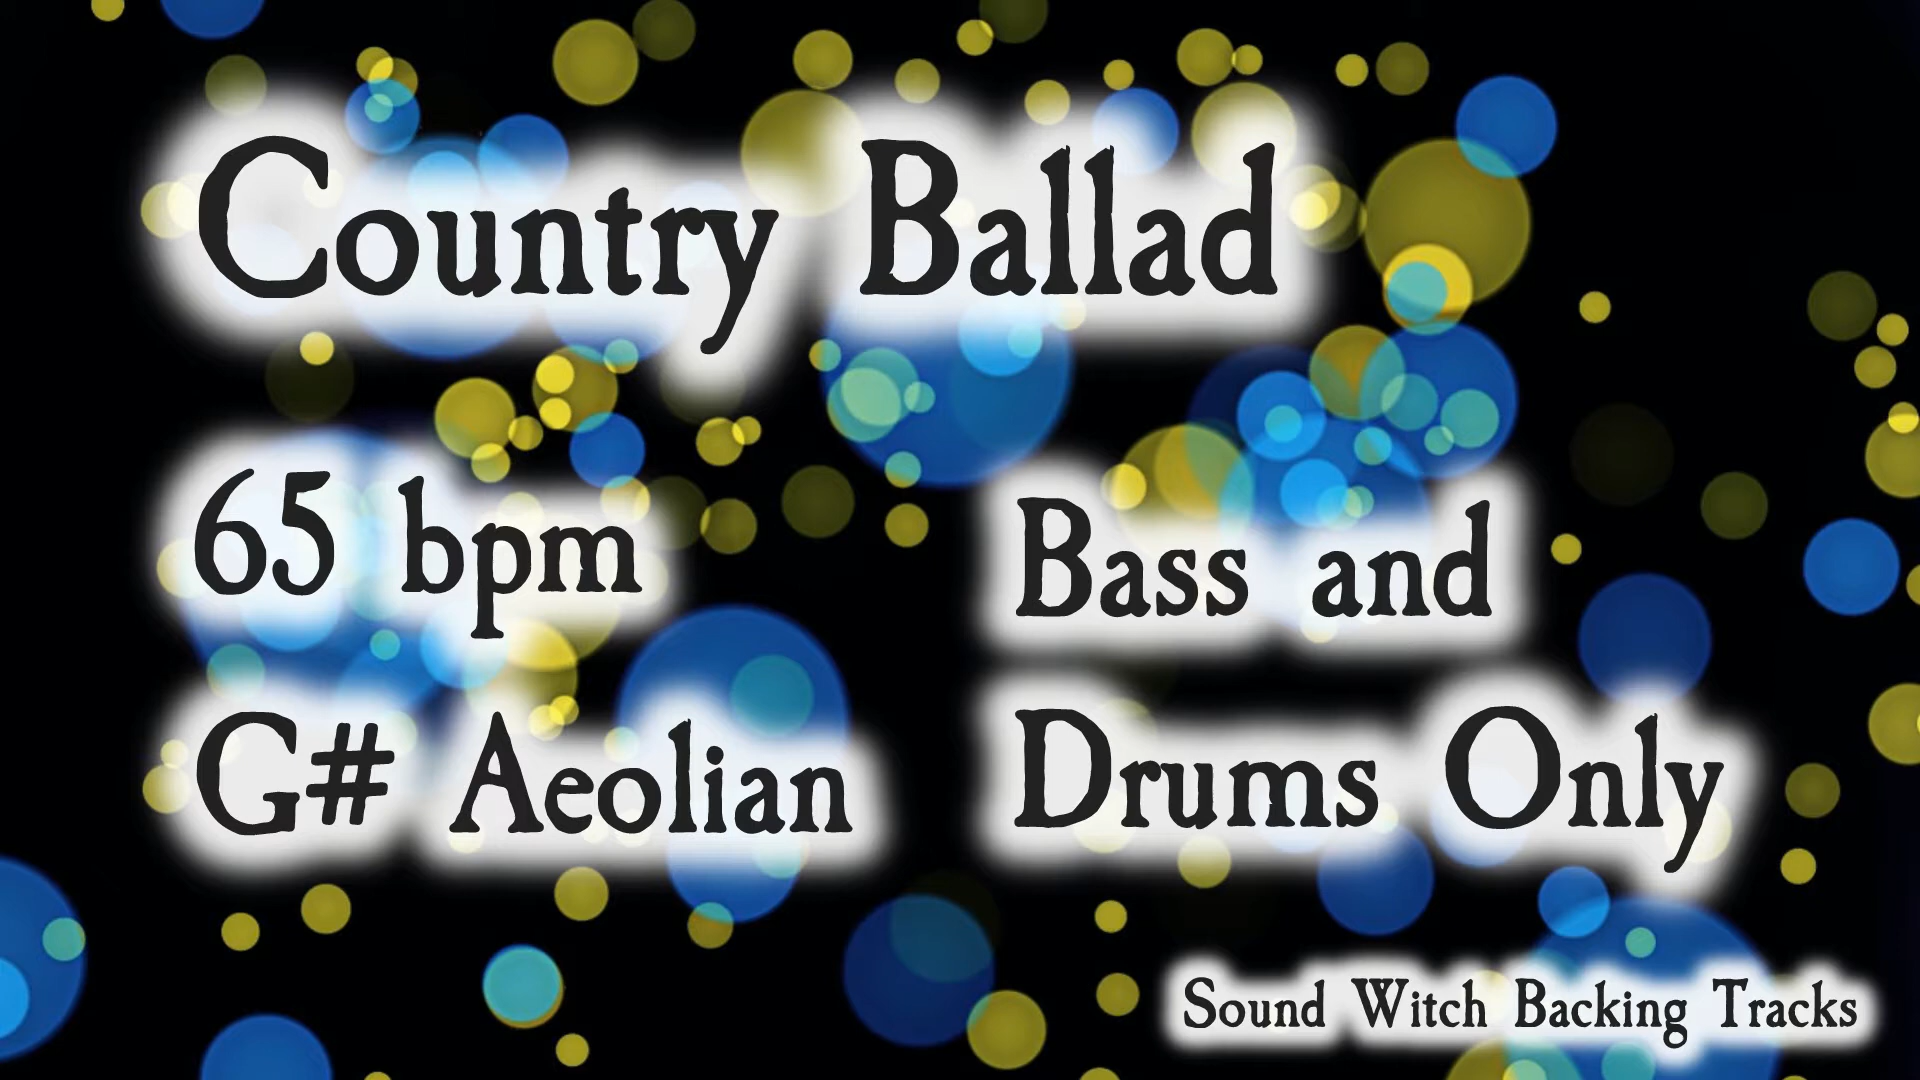 Country Ballad
65 bpm
G# Aeolian
Bass and
Drums Only
Sound Witch Backing Tracks